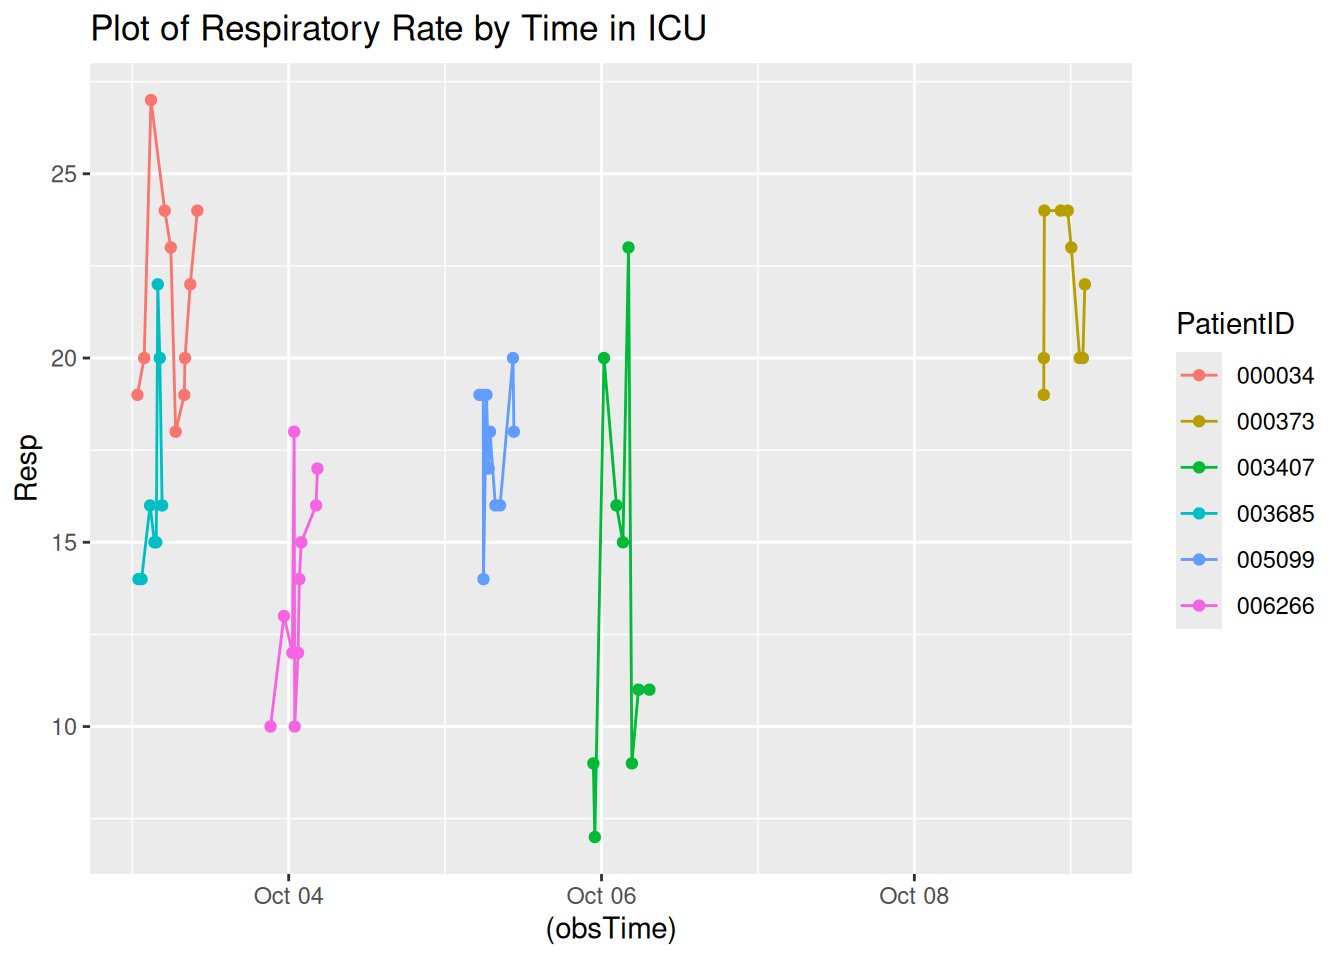 Plot of Respiratory Rate by Time in ICU
25
20
15
10
Resp
Oct 04
Oct 06
Oct 08
(obsTime)
PatientID
000034
000373
003407
003685
005099
006266